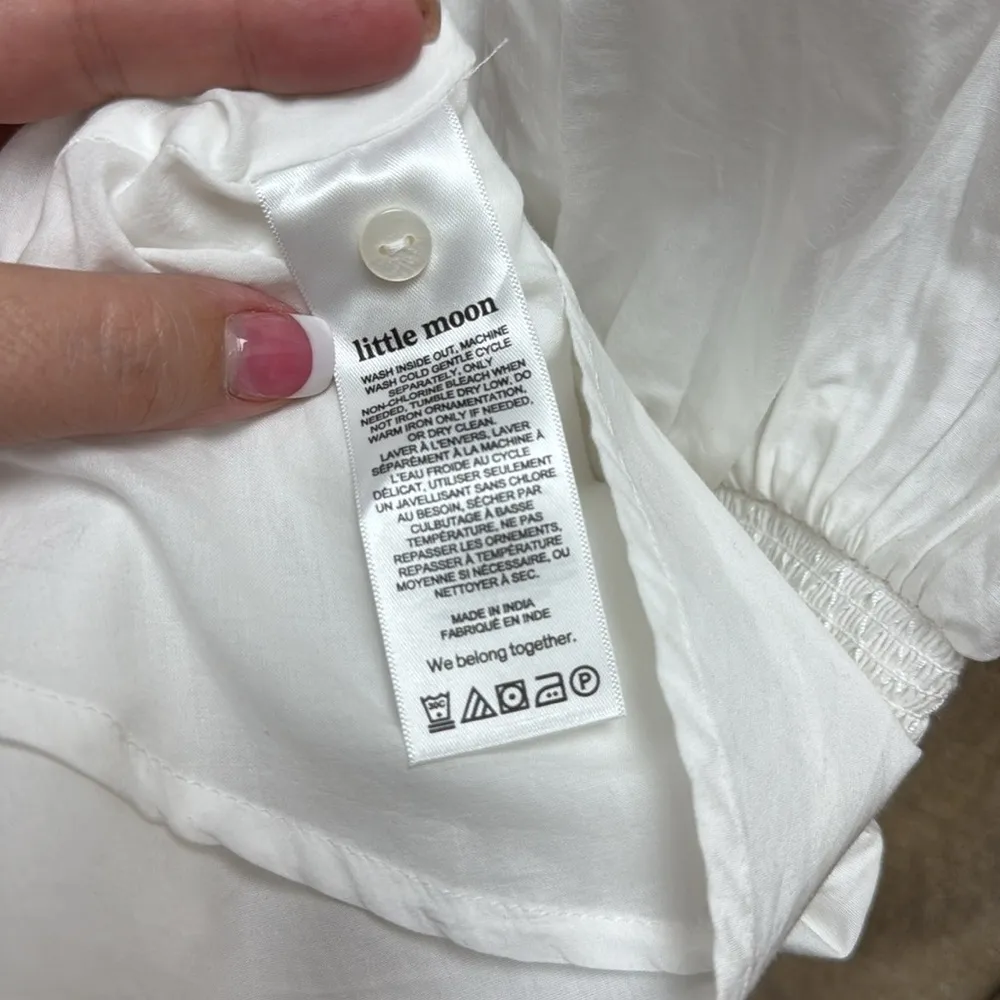 little moon
WASH INSIDE OUT, MACHINE
WASH COLD GENTLE CYCLE
SEPARATELY, ONLY
NON-CHLORINE BLEACH WHEN
NEEDED, TUMBLE DRY LOW, DO
NOT IRON ORNAMENTATION,
WARM IRON ONLY IF NEEDED,
OR DRY CLEAN.
LAVER À L'ENVERS, LAVER
SÉPARÉMENT À LA MACHINE À
L'EAU FROIDE AU CYCLE
DÉLICAT, UTILISER SEULEMENT
UN JAVELLISANT SANS CHLORE
AU BESOIN, SÉCHER PAR
CULBUTAGE À BASSE
TEMPÉRATURE, NE PAS
REPASSER LES ORNEMENTS,
REPASSER À TEMPÉRATURE
MOYENNE SI NÉCESSAIRE, OU
NETTOYER À SEC.
MADE IN INDIA
FABRIQUÉ EN INDE
We belong together.
30C P